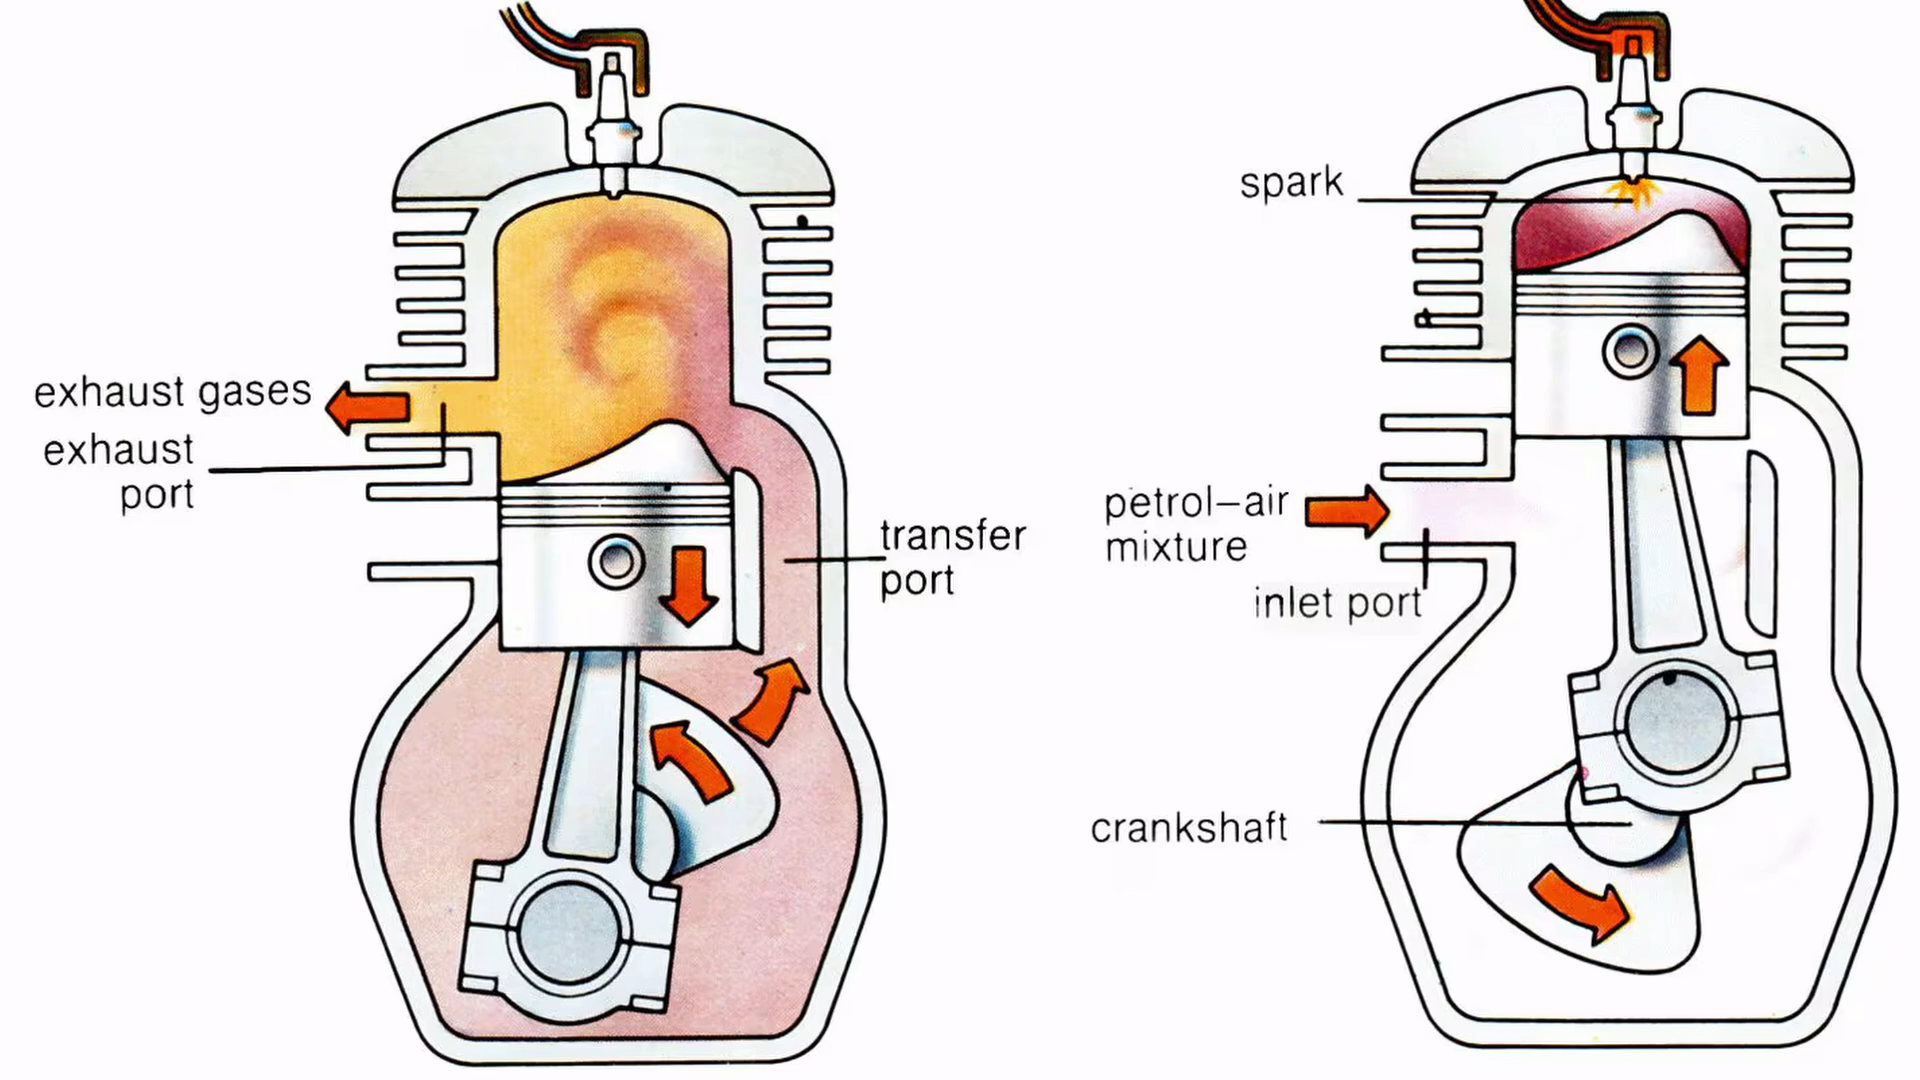 exhaust gases
exhaust
port
transfer
port
spark
petrol–air
mixture
inlet port
crankshaft